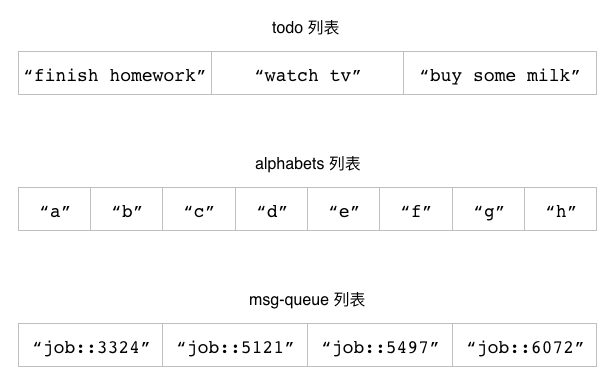 todo 列表
“finish homework” “watch tv” “buy some milk”
alphabets 列表
“a” “b” “c” “d” “e” “f” “g” “h”
msg-queue 列表
“job::3324” “job::5121” “job::5497” “job::6072”